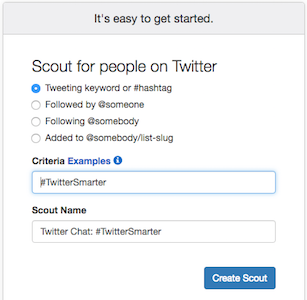 It's easy to get started.
Scout for people on Twitter
Tweeting keyword or #hashtag
Followed by @someone
Following @somebody
Added to @somebody/list-slug
Criteria Examples
#TwitterSmarter
Scout Name
Twitter Chat: #TwitterSmarter
Create Scout